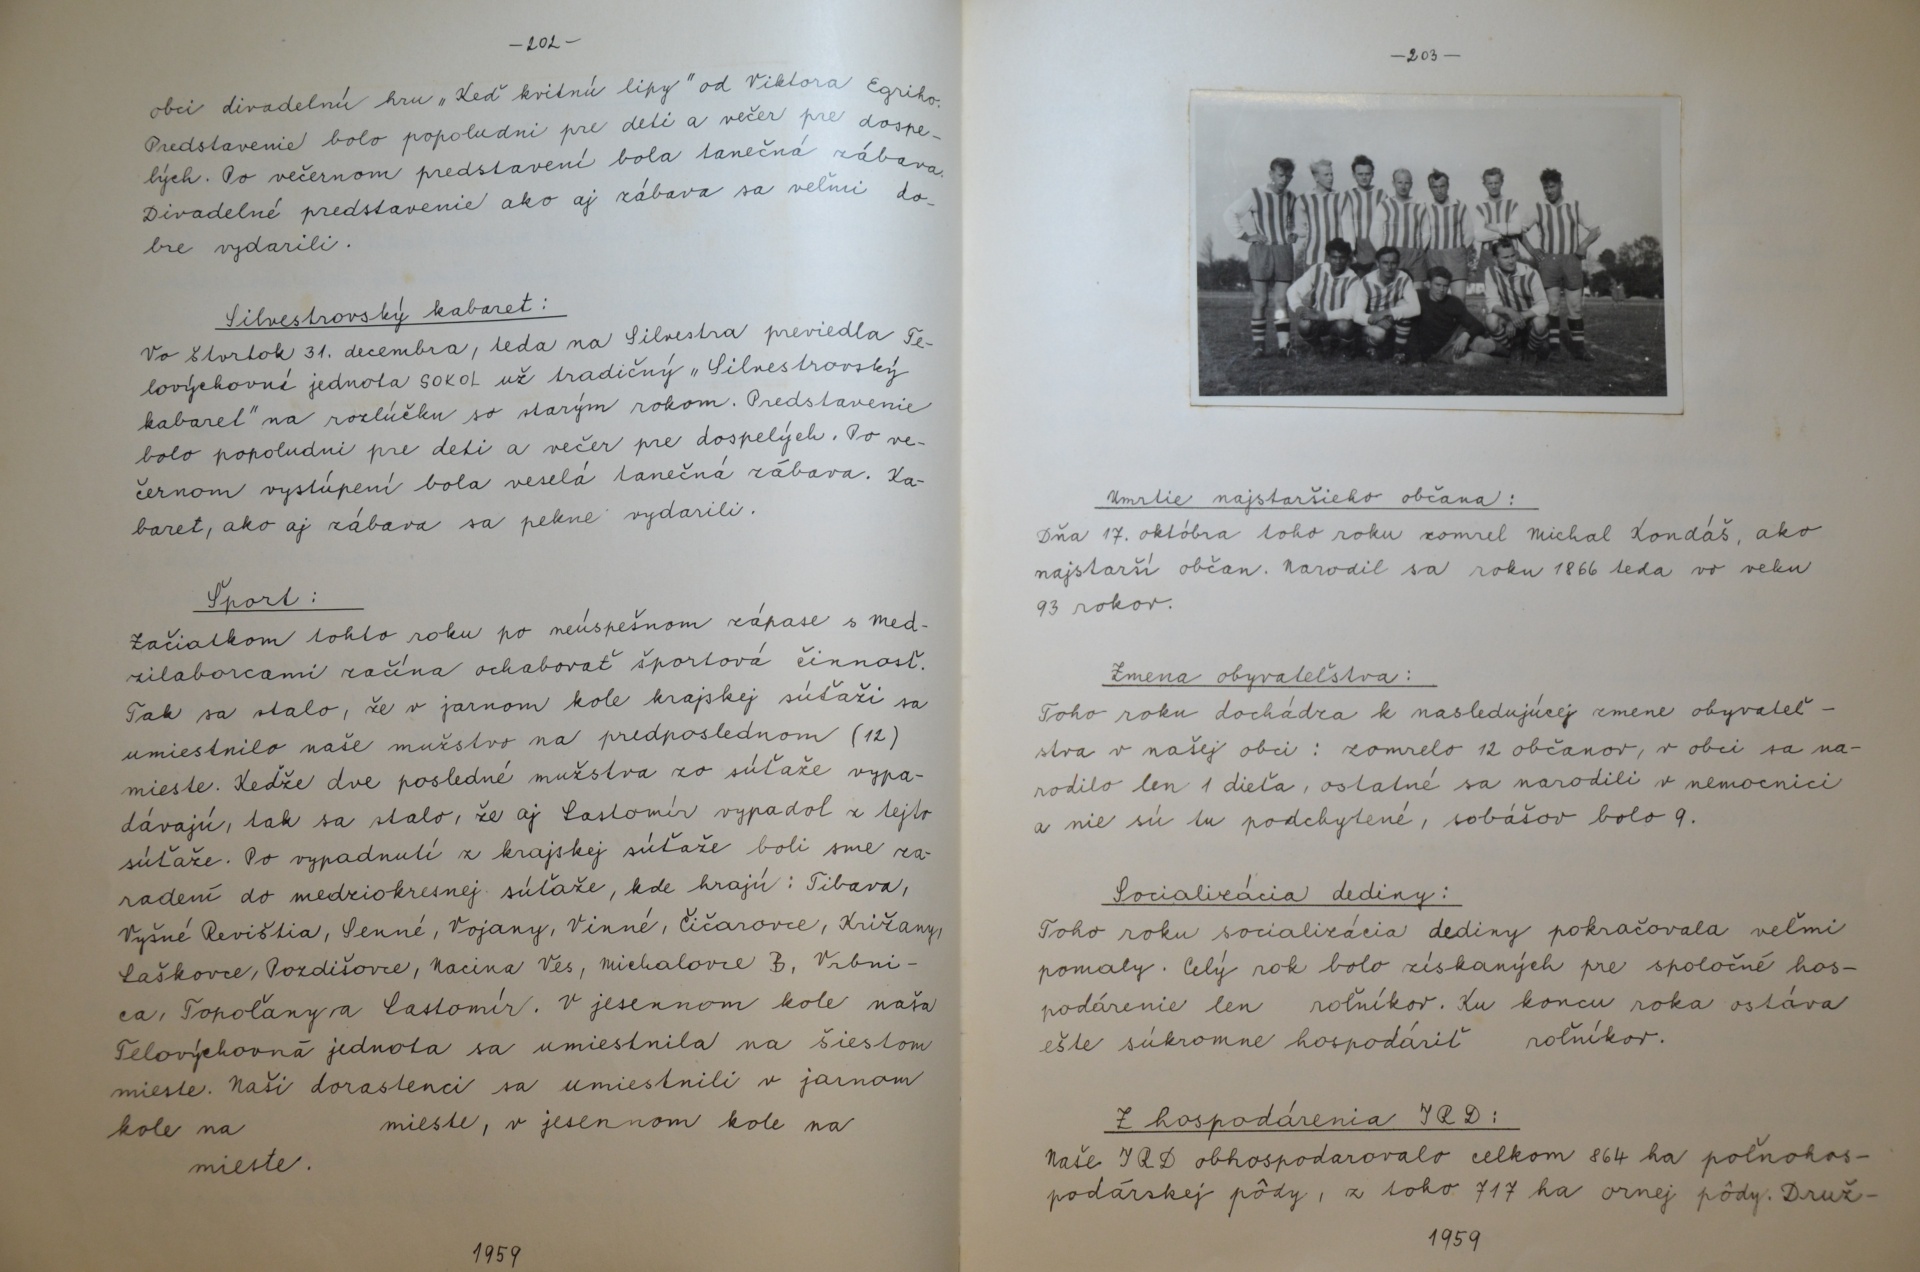 -202-
obci divadelnú hru „Keď kvitnú lipy" od Viktora Egriho.
Predstavenie bolo popoludni pre deti a večer pre dospe-
lých. Po večernom predstavení bola tanečná zábava.
Divadelné predstavenie ako aj zábava sa veľmi do-
bre vydarili.
Silvestrovský kabaret:
Vo štvrtok 31. decembra, teda na Silvestra previedla Te-
lovýchovná jednota SOKOL už tradičný „Silvestrovský
kabaret" na rozlúčku so starým rokom. Predstavenie
bolo popoludni pre deti a večer pre dospelých. Po ve-
černom vystúpení bola veselá tanečná zábava. Ka-
baret, ako aj zábava sa pekne vydarili.
Šport:
Začiatkom tohto roku po neúspešnom zápase s Med-
zilaborcami začína ochabovať športová činnosť.
Tak sa stalo, že v jarnom kole krajskej súťaži sa
umiestnilo naše mužstvo na predposlednom (12)
mieste. Keďže dve posledné mužstva zo súťaže vypa-
dávajú, tak sa stalo, že aj Lastomír vypadol z tejto
súťaže. Po vypadnutí z krajskej súťaže boli sme za-
radení do medziokresnej súťaže, kde hrajú: Tibava,
Vyšné Revištia, Senné, Vojany, Vinné, Čičarovce, Križany,
Laškovce, Pozdišovce, Nacina Ves, Michalovce B, Vrbni-
ca, Topoľany a Lastomír. V jesennom kole naša
Telovýchovná jednota sa umiestnila na šiestom
mieste. Naši dorastenci sa umiestnili v jarnom
kole na mieste, v jesennom kole na
mieste.
1959
-203-
Umrtie najstaršieho občana:
Dňa 17. októbra toho roku zomrel Michal Kondáš, ako
najstarší občan. Narodil sa roku 1866 teda vo veku
93 rokov.
Zmena obyvateľstva:
Toho roku dochádza k nasledujúcej zmene obyvateľ-
stva v našej obci: zomrelo 12 občanov, v obci sa na-
rodilo len 1 dieťa, ostatné sa narodili v nemocnici
a nie sú tu podchytené, sobášov bolo 9.
Socializácia dediny:
Toho roku socializácia dediny pokračovala veľmi
pomaly. Celý rok bolo získaných pre spoločné hos-
podárenie len roľníkov. Ku koncu roka ostáva
ešte súkromne hospodáriť roľníkov.
Z hospodárenia JRD:
Naše JRD obhospodarovalo celkom 864 ha poľnohos-
podárskej pôdy, z toho 717 ha ornej pôdy. Druž-
1959